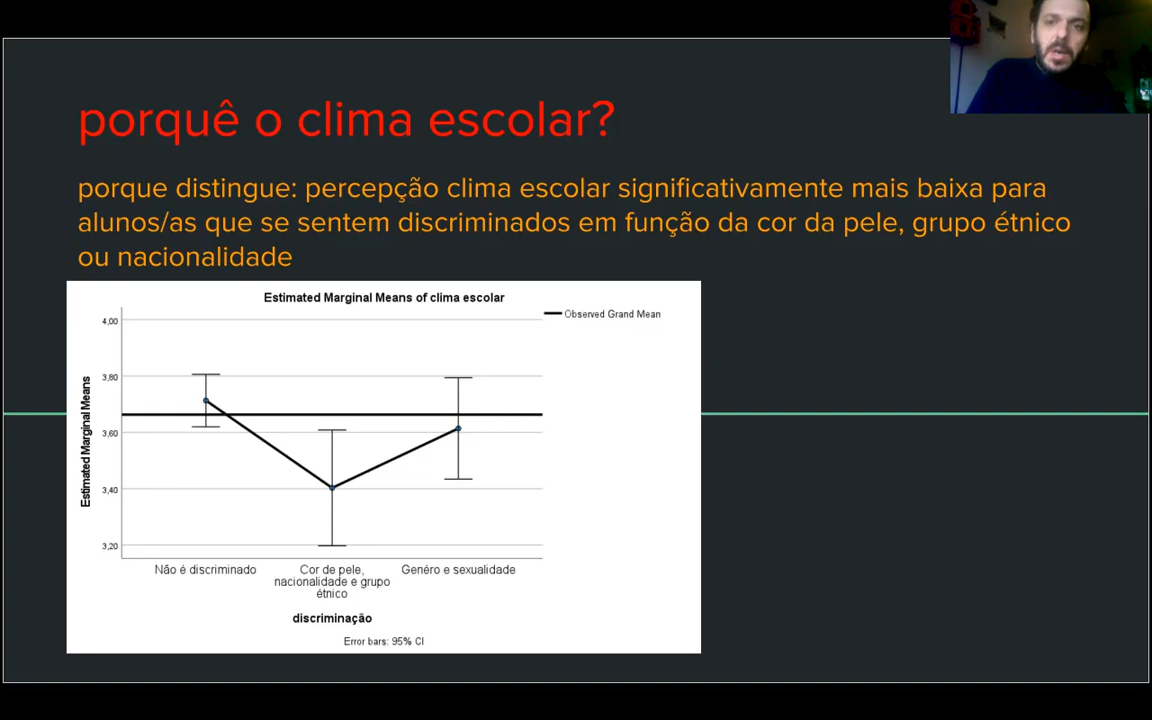 porquê o clima escolar?
porque distingue: percepção clima escolar significativamente mais baixa para
alunos/as que se sentem discriminados em função da cor da pele, grupo étnico
ou nacionalidade
Estimated Marginal Means of clima escolar
Observed Grand Mean
Estimated Marginal Means
4,00
3,80
3,60
3,40
3,20
Não é discriminado
Cor de pele,
nacionalidade e grupo
étnico
Genéro e sexualidade
discriminação
Error bars: 95% CI